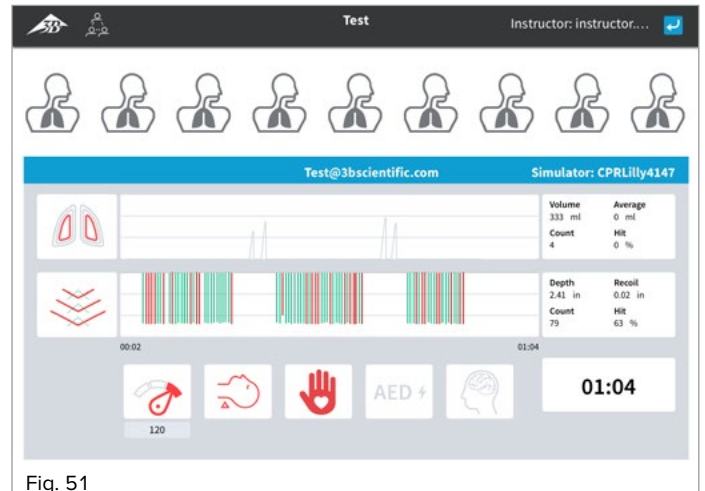 3B
Test
Instructor: instructor....
Test@3bscientific.com
Simulator: CPRLilly4147
Volume Average
333 ml 0 ml
Count Hit
4 0 %
Depth Recoil
2.41 in 0.02 in
Count Hit
79 63 %
00:02 01:04
AED
01:04
120
Fig. 51